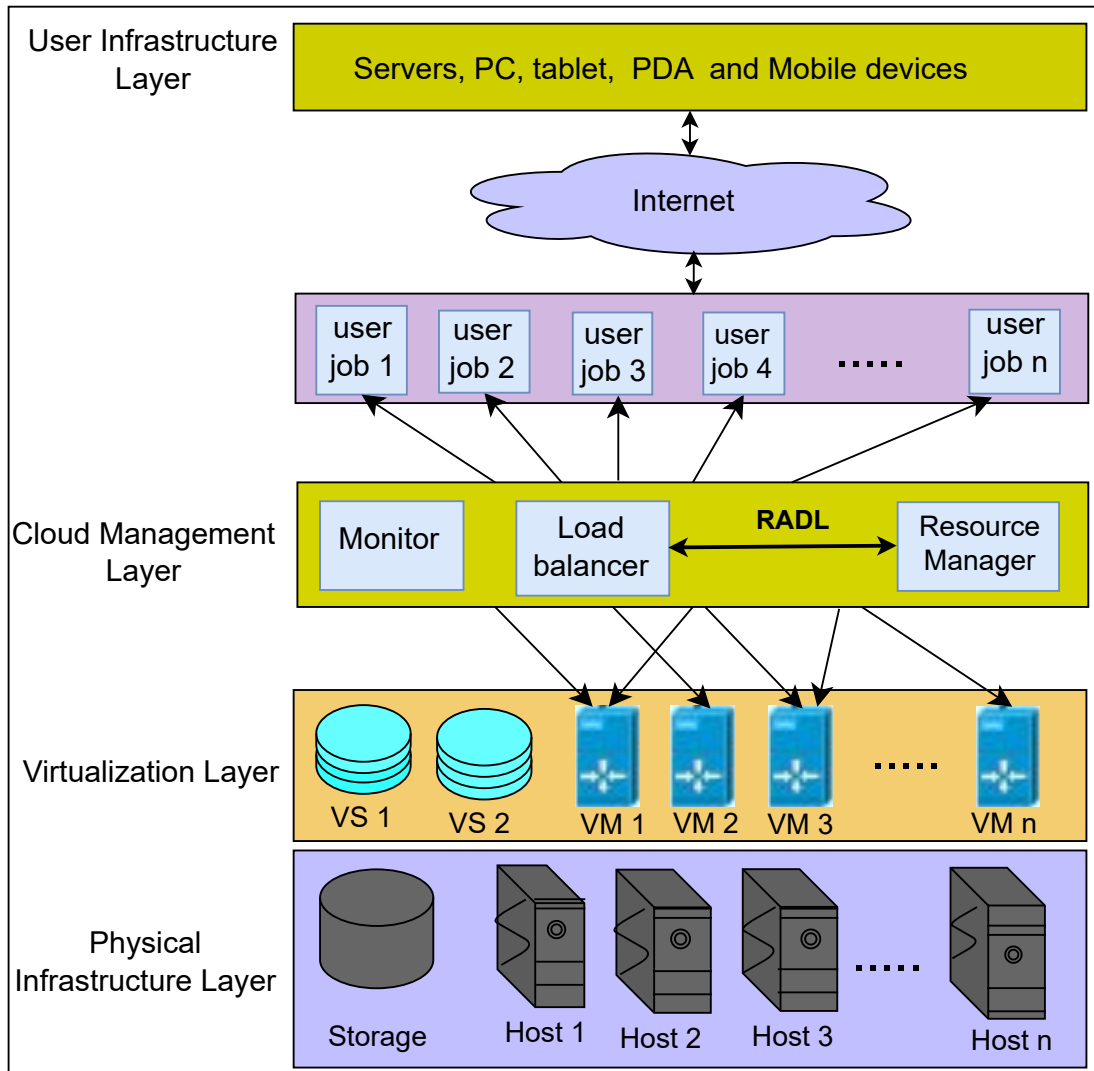 User Infrastructure
Layer
Servers, PC, tablet, PDA and Mobile devices
Internet
user
job 1
user
job 2
user
job 3
user
job 4
.....
user
job n
Cloud Management
Layer
Monitor
Load
balancer
RADL
Resource
Manager
Virtualization Layer
VS 1
VS 2
VM 1
VM 2
VM 3
.....
VM n
Physical
Infrastructure Layer
Storage
Host 1
Host 2
Host 3
.....
Host n